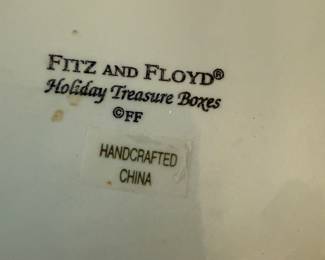 FITZ AND FLOYD®
Holiday Treasure Boxes
©FF
HANDCRAFTED
CHINA